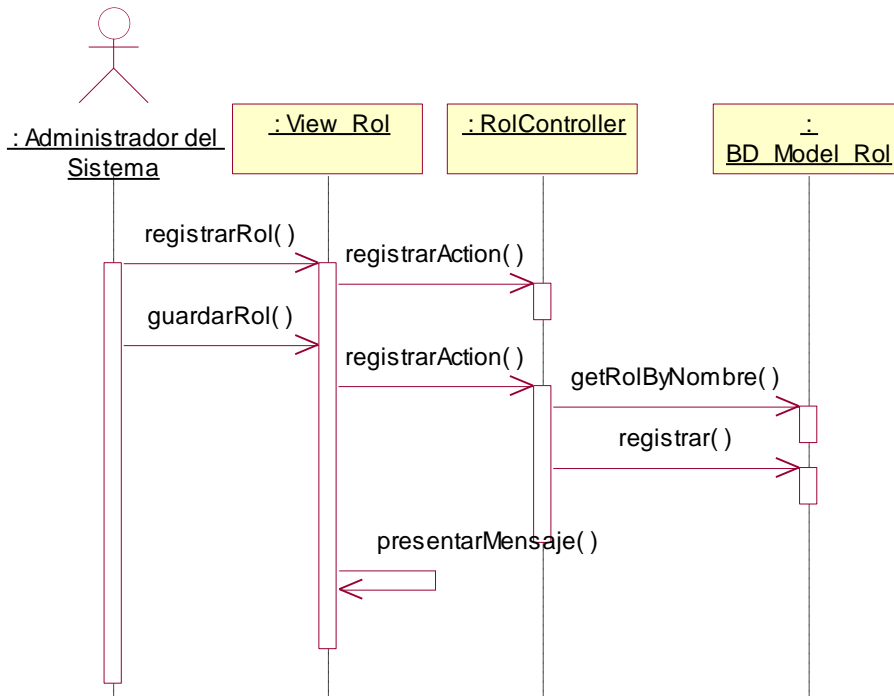 : Administrador del
Sistema
: View_Rol
: RolController
:
BD_Model_Rol
registrarRol( )
registrarAction( )
guardarRol( )
registrarAction( )
getRolByNombre( )
registrar( )
presentarMensaje( )